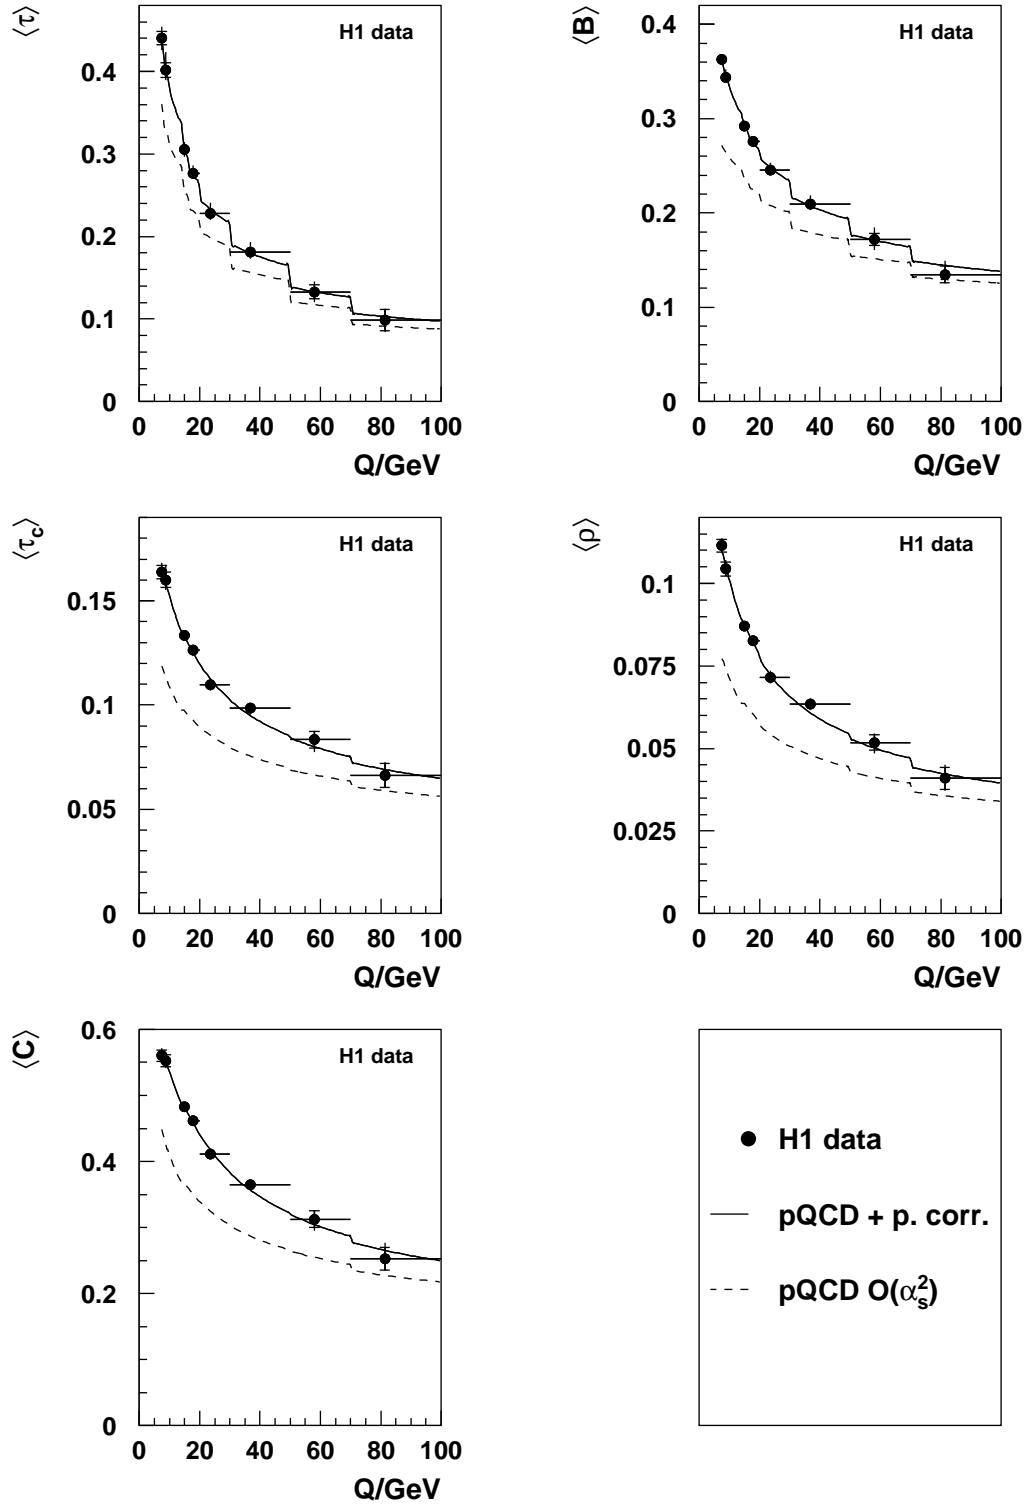 ⟨τ⟩
H1 data
0.4
0.3
0.2
0.1
0
0 20 40 60 80 100
Q/GeV
⟨B⟩
H1 data
0.4
0.3
0.2
0.1
0
0 20 40 60 80 100
Q/GeV
⟨τc⟩
H1 data
0.15
0.1
0.05
0
0 20 40 60 80 100
Q/GeV
⟨ρ⟩
H1 data
0.1
0.075
0.05
0.025
0
0 20 40 60 80 100
Q/GeV
⟨C⟩
H1 data
0.6
0.4
0.2
0
0 20 40 60 80 100
Q/GeV
H1 data
pQCD + p. corr.
pQCD O(αs²)